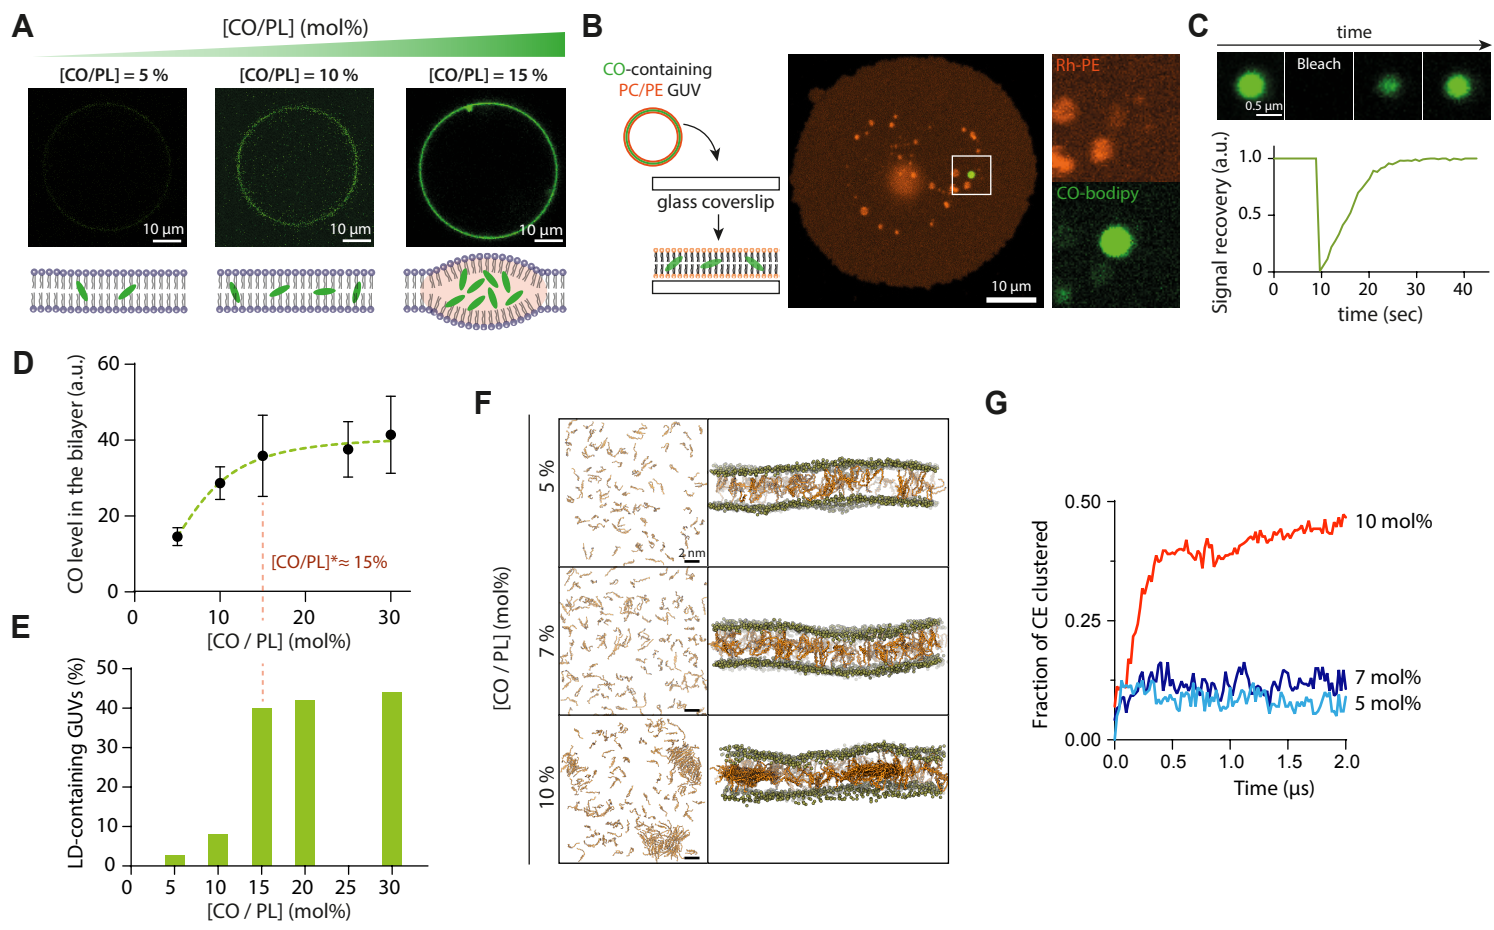 A
[CO/PL] (mol%)
[CO/PL] = 5 %
[CO/PL] = 10 %
[CO/PL] = 15 %
10 µm
10 µm
10 µm
B
CO-containing
PC/PE GUV
glass coverslip
10 µm
Rh-PE
CO-bodipy
C
time
Bleach
0.5 µm
Signal recovery (a.u.)
1.0
0.5
0
0
10
20
30
40
time (sec)
D
CO level in the bilayer (a.u.)
60
40
20
0
[CO/PL]*≈ 15%
0
10
20
30
[CO / PL] (mol%)
E
LD-containing GUVs (%)
50
40
30
20
10
0
0
5
10
15
20
25
30
[CO / PL] (mol%)
F
[CO / PL] (mol%)
5 %
2 nm
7 %
10 %
G
Fraction of CE clustered
0.50
0.25
0.00
10 mol%
7 mol%
5 mol%
0.0
0.5
1.0
1.5
2.0
Time (µs)